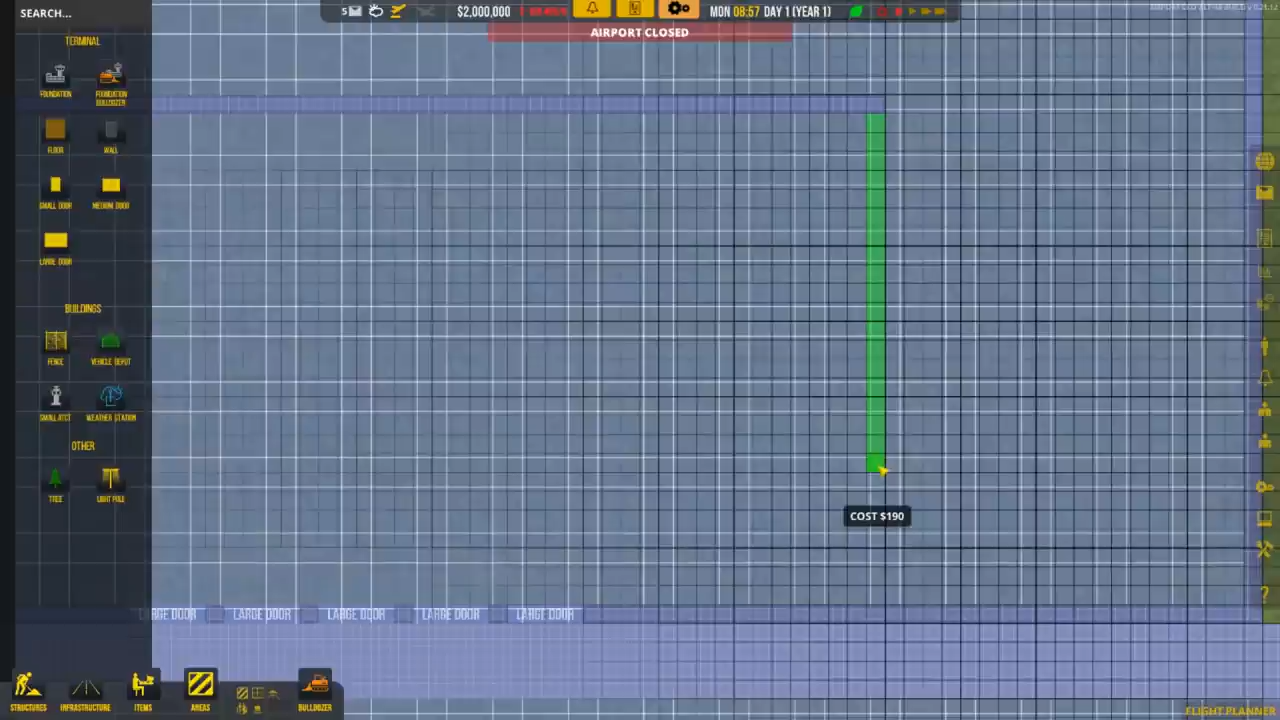 SEARCH...
5
$2,000,000
MON 08:57 DAY 1 (YEAR 1)
AIRPORT CLOSED
TERMINAL
FOUNDATION
FOUNDATION BULLDOZER
FLOOR
WALL
SMALL DOOR
MEDIUM DOOR
LARGE DOOR
BUILDINGS
FENCE
VEHICLE DEPOT
SMALL ATCT
WEATHER STATION
OTHER
TREE
LIGHT POLE
COST $190
LARGE DOOR
LARGE DOOR
LARGE DOOR
LARGE DOOR
?
STRUCTURES
INFRASTRUCTURE
ITEMS
AREAS
BULLDOZER
FLIGHT PLANNER